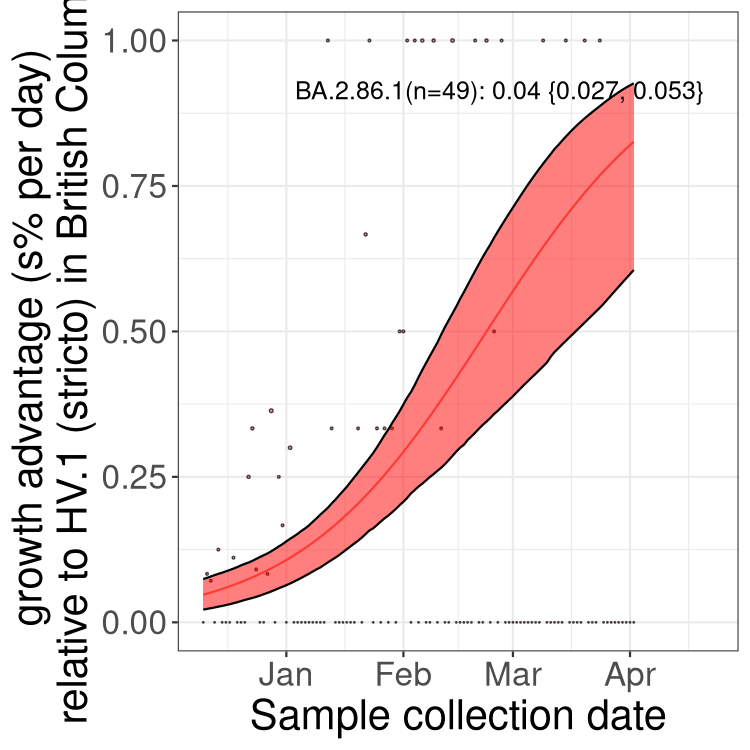 growth advantage (s% per day)
relative to HV.1 (stricto) in British Colum
1.00
0.75
0.50
0.25
0.00
BA.2.86.1(n=49): 0.04 {0.027, 0.053}
Jan Feb Mar Apr
Sample collection date